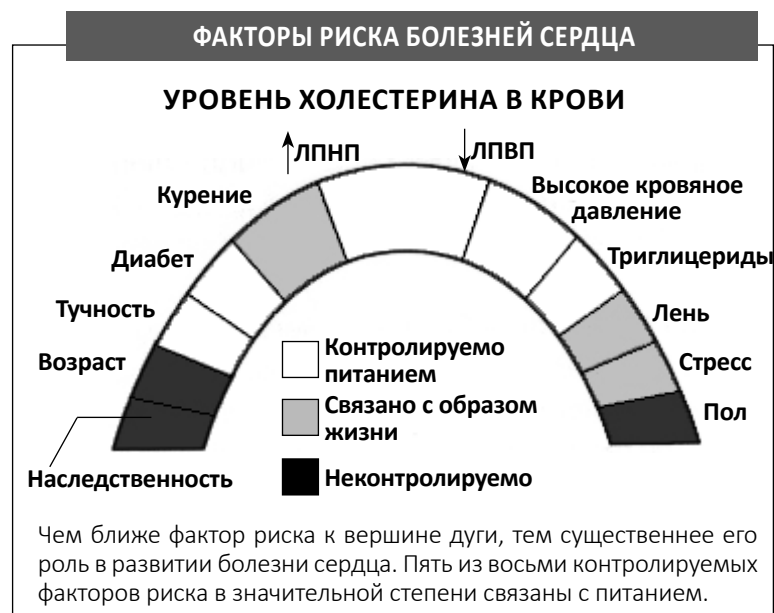 ФАКТОРЫ РИСКА БОЛЕЗНЕЙ СЕРДЦА
УРОВЕНЬ ХОЛЕСТЕРИНА В КРОВИ
ЛПНП
ЛПВП
Курение
Высокое кровяное
давление
Диабет
Триглицериды
Тучность
Лень
Возраст
Стресс
Пол
Наследственность
Контролируемо
питанием
Связано с образом
жизни
Неконтролируемо
Чем ближе фактор риска к вершине дуги, тем существеннее его
роль в развитии болезни сердца. Пять из восьми контролируемых
факторов риска в значительной степени связаны с питанием.